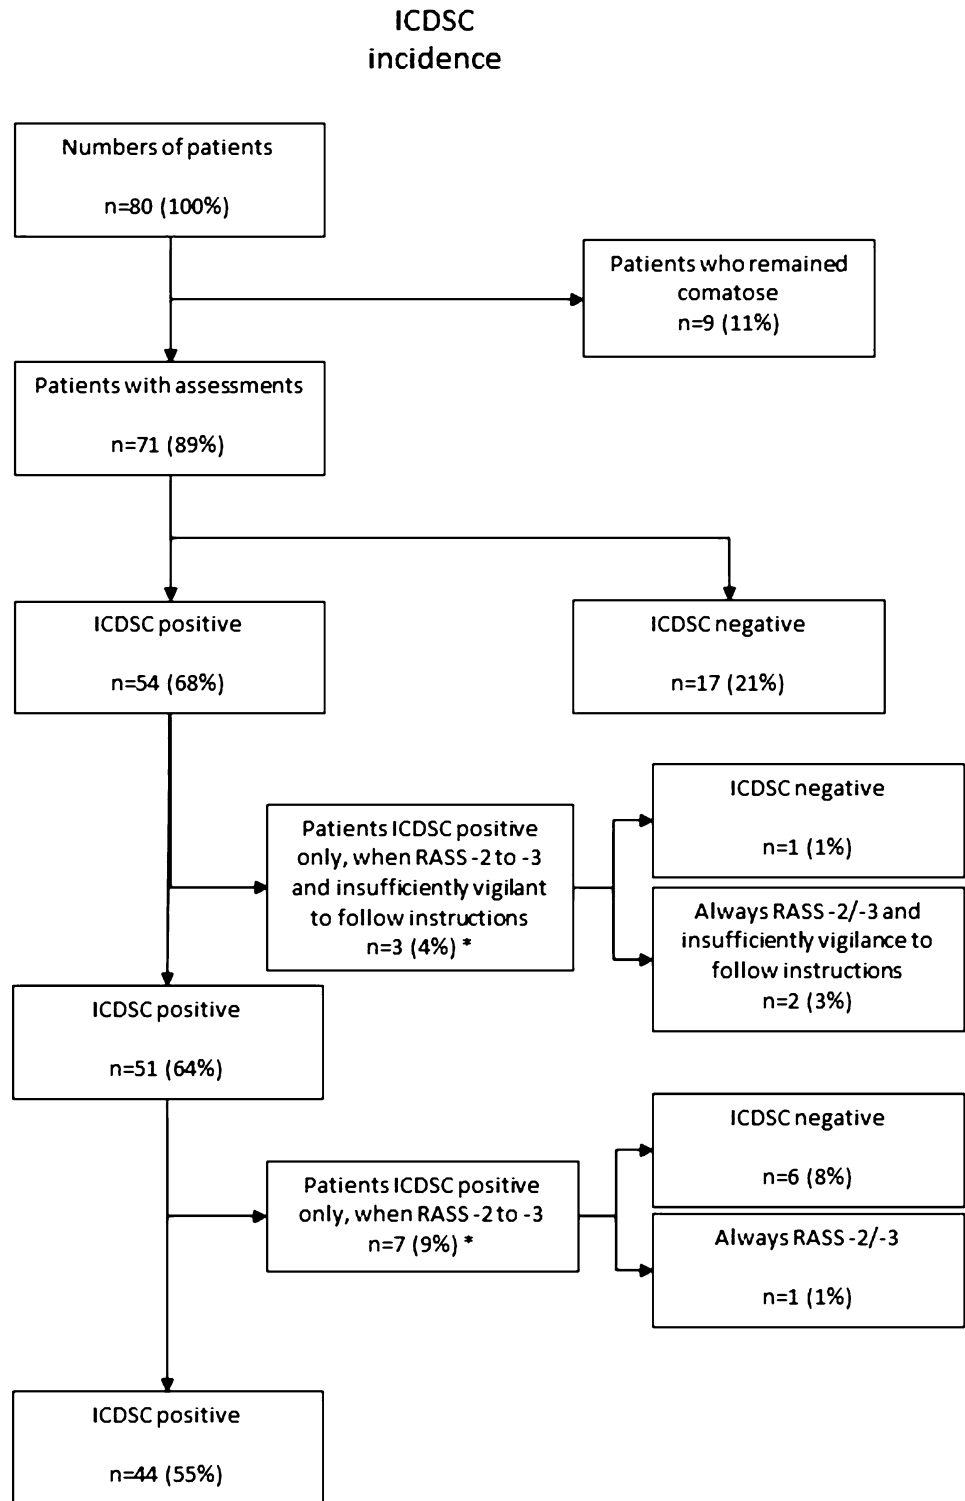 ICDSC
incidence
Numbers of patients
n=80 (100%)
Patients who remained
comatose
n=9 (11%)
Patients with assessments
n=71 (89%)
ICDSC positive
n=54 (68%)
ICDSC negative
n=17 (21%)
Patients ICDSC positive
only, when RASS -2 to -3
and insufficiently vigilant
to follow instructions
n=3 (4%) *
ICDSC negative
n=1 (1%)
Always RASS -2/-3 and
insufficiently vigilance to
follow instructions
n=2 (3%)
ICDSC positive
n=51 (64%)
Patients ICDSC positive
only, when RASS -2 to -3
n=7 (9%) *
ICDSC negative
n=6 (8%)
Always RASS -2/-3
n=1 (1%)
ICDSC positive
n=44 (55%)